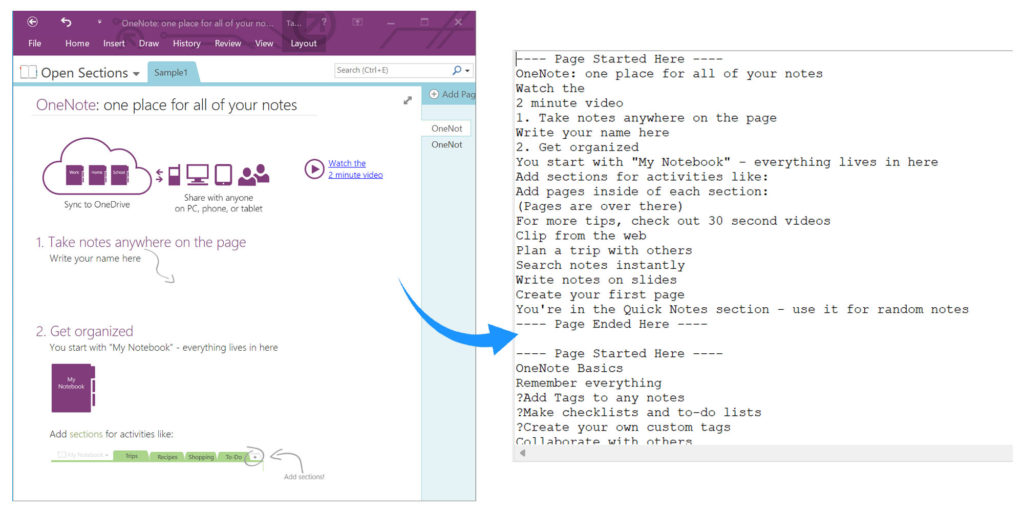 OneNote: one place for all of your no... Ta... ?
File Home Insert Draw History Review View Layout
Open Sections Sample1 Search (Ctrl+E)
Add Pag
OneNot
OneNot
OneNote: one place for all of your notes
Work Home School
Sync to OneDrive
Share with anyone
on PC, phone, or tablet
Watch the
2 minute video
1. Take notes anywhere on the page
Write your name here
2. Get organized
You start with "My Notebook" - everything lives in here
My
Notebook
Add sections for activities like:
My Notebook Trips Recipes Shopping To-Do +
Add sections!
---- Page Started Here ----
OneNote: one place for all of your notes
Watch the
2 minute video
1. Take notes anywhere on the page
Write your name here
2. Get organized
You start with "My Notebook" - everything lives in here
Add sections for activities like:
Add pages inside of each section:
(Pages are over there)
For more tips, check out 30 second videos
Clip from the web
Plan a trip with others
Search notes instantly
Write notes on slides
Create your first page
You're in the Quick Notes section - use it for random notes
---- Page Ended Here ----
---- Page Started Here ----
OneNote Basics
Remember everything
?Add Tags to any notes
?Make checklists and to-do lists
?Create your own custom tags
Collaborate with others